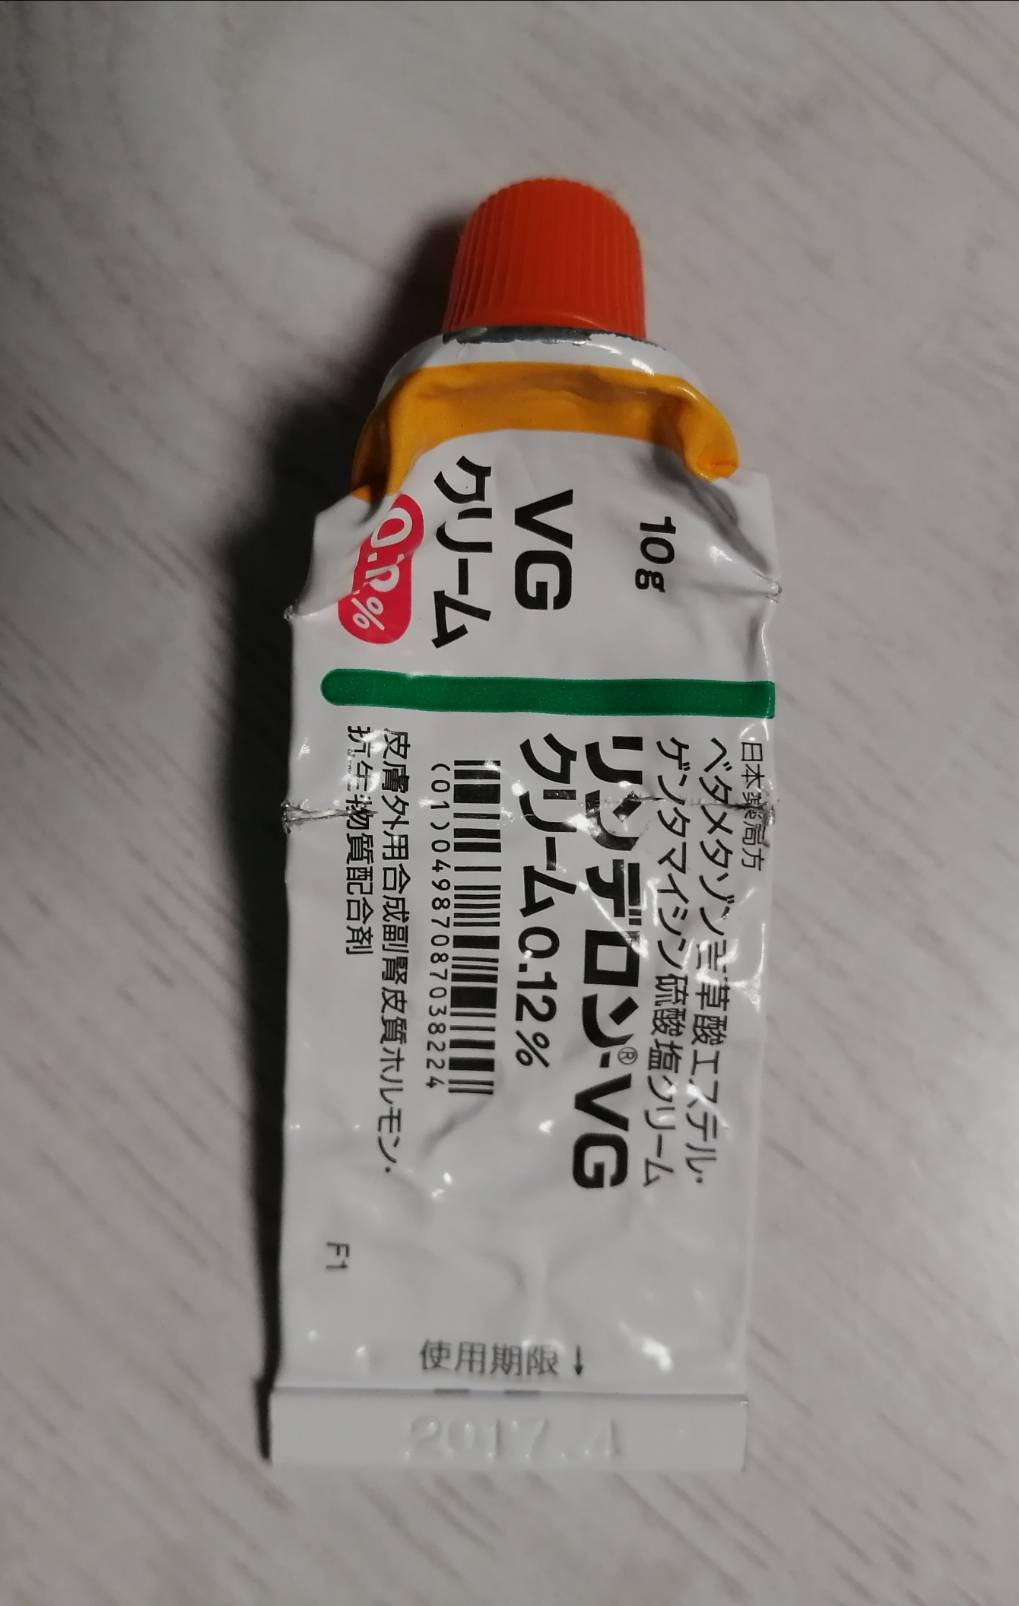 10g
VG
クリーム
Q.P%
日本薬局方
ベタメタゾン吉草酸エステル・
ゲンタマイシン硫酸塩クリーム
リンデロン®-VG
クリーム0.12%
(01)04987087038224
皮膚外用合成副腎皮質ホルモン・
抗生物質配合剤
F1
使用期限↓
2017.4